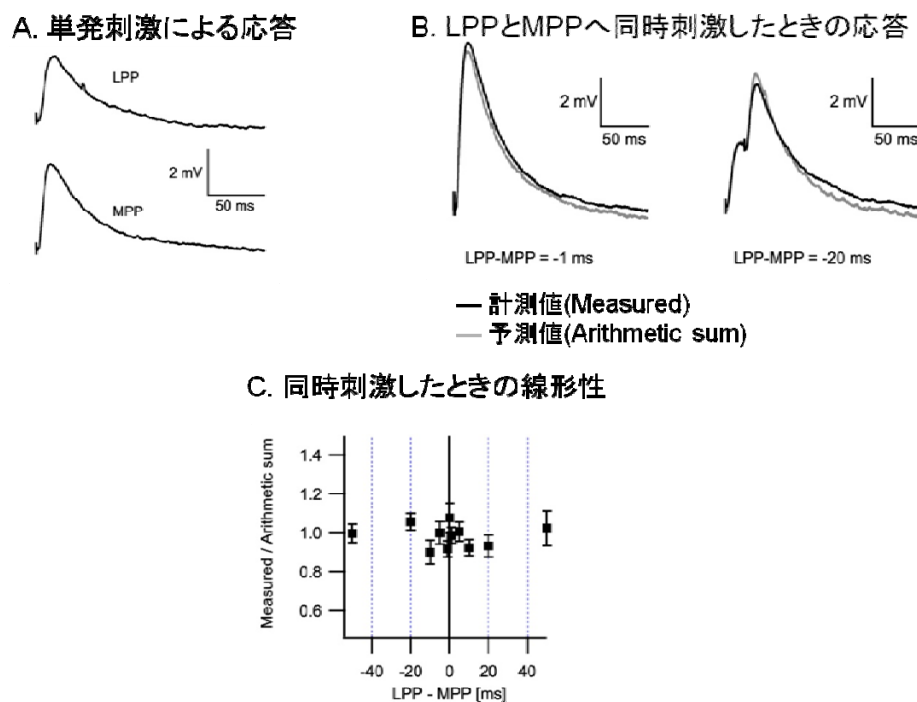 A. 単発刺激による応答
LPP
MPP
2 mV
50 ms
B. LPPとMPPへ同時刺激したときの応答
2 mV
50 ms
LPP-MPP = -1 ms
2 mV
50 ms
LPP-MPP = -20 ms
計測値(Measured)
予測値(Arithmetic sum)
C. 同時刺激したときの線形性
Measured / Arithmetic sum
1.4
1.2
1.0
0.8
0.6
-40 -20 0 20 40
LPP - MPP [ms]